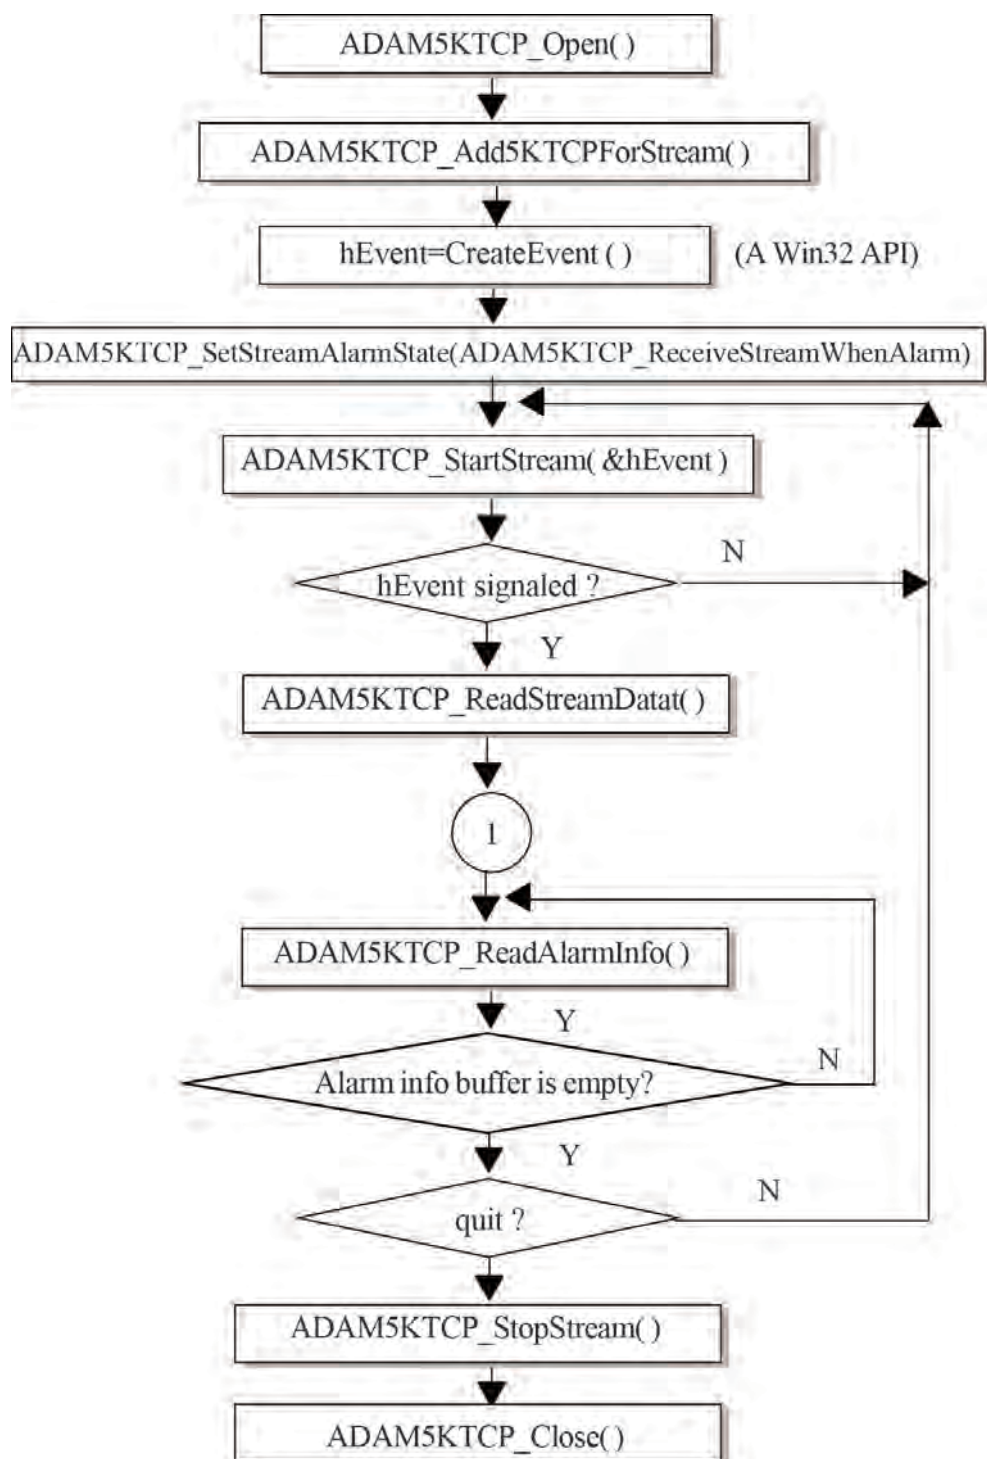 ADAM5KTCP_Open( )
ADAM5KTCP_Add5KTCPForStream( )
hEvent=CreateEvent ( ) (A Win32 API)
ADAM5KTCP_SetStreamAlarmState(ADAM5KTCP_ReceiveStreamWhenAlarm)
ADAM5KTCP_StartStream( &hEvent )
N
hEvent signaled ?
Y
ADAM5KTCP_ReadStreamDatat( )
1
ADAM5KTCP_ReadAlarmInfo( )
Y
Alarm info buffer is empty? N
Y
N
quit ?
ADAM5KTCP_StopStream( )
ADAM5KTCP_Close( )